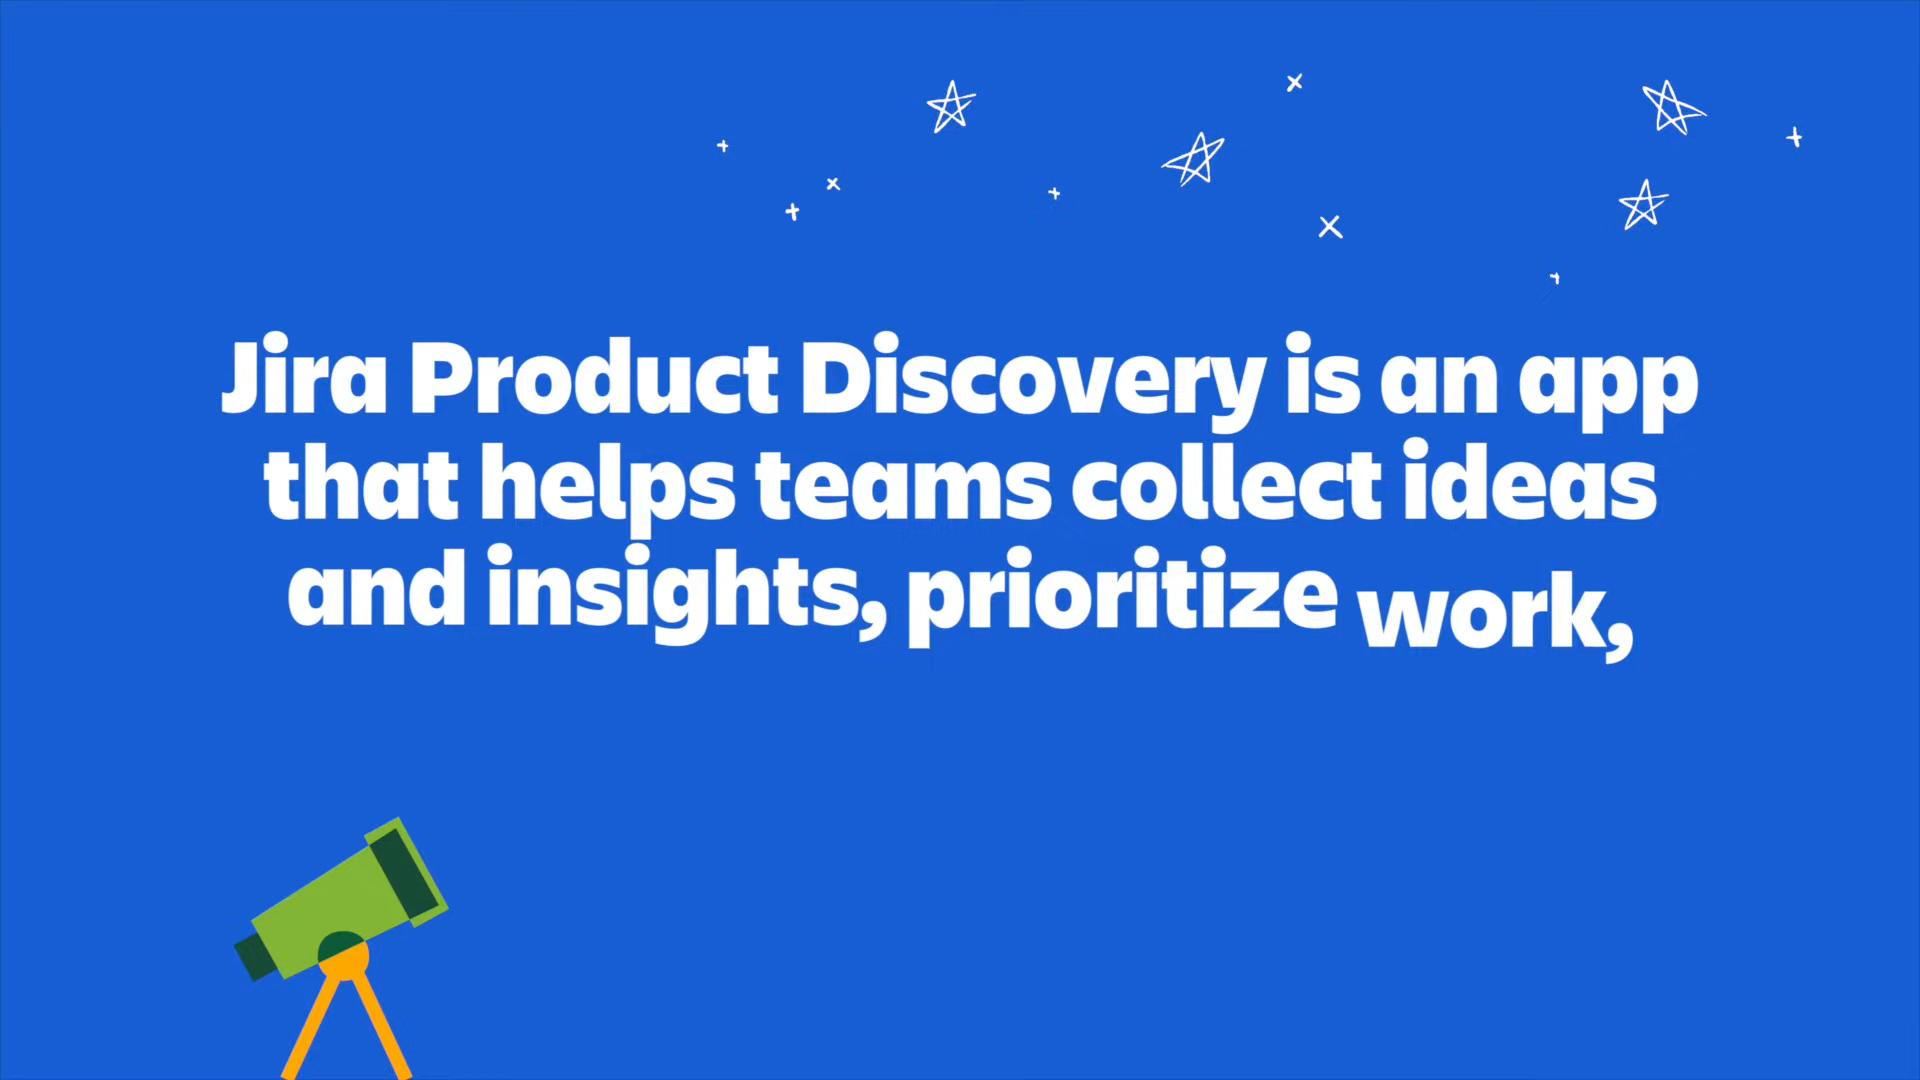 Jira Product Discovery is an app
that helps teams collect ideas
and insights, prioritize work,